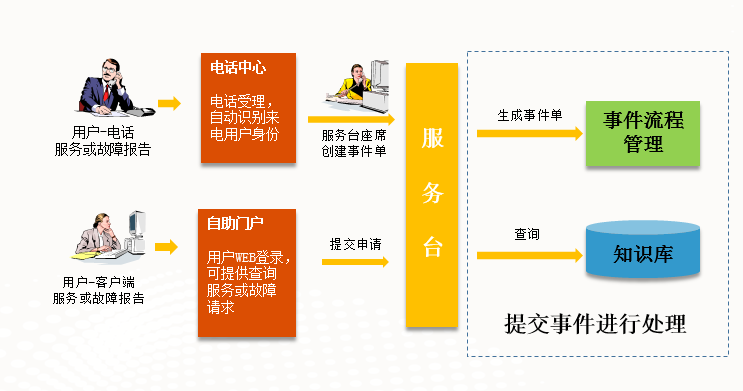 用户-电话
服务或故障报告
电话中心
电话受理，
自动识别来
电用户身份
服务台座席
创建事件单
用户-客户端
服务或故障报告
自助门户
用户WEB登录，
可提供查询
服务或故障
请求
提交申请
服
务
台
生成事件单
事件流程
管理
查询
知识库
提交事件进行处理